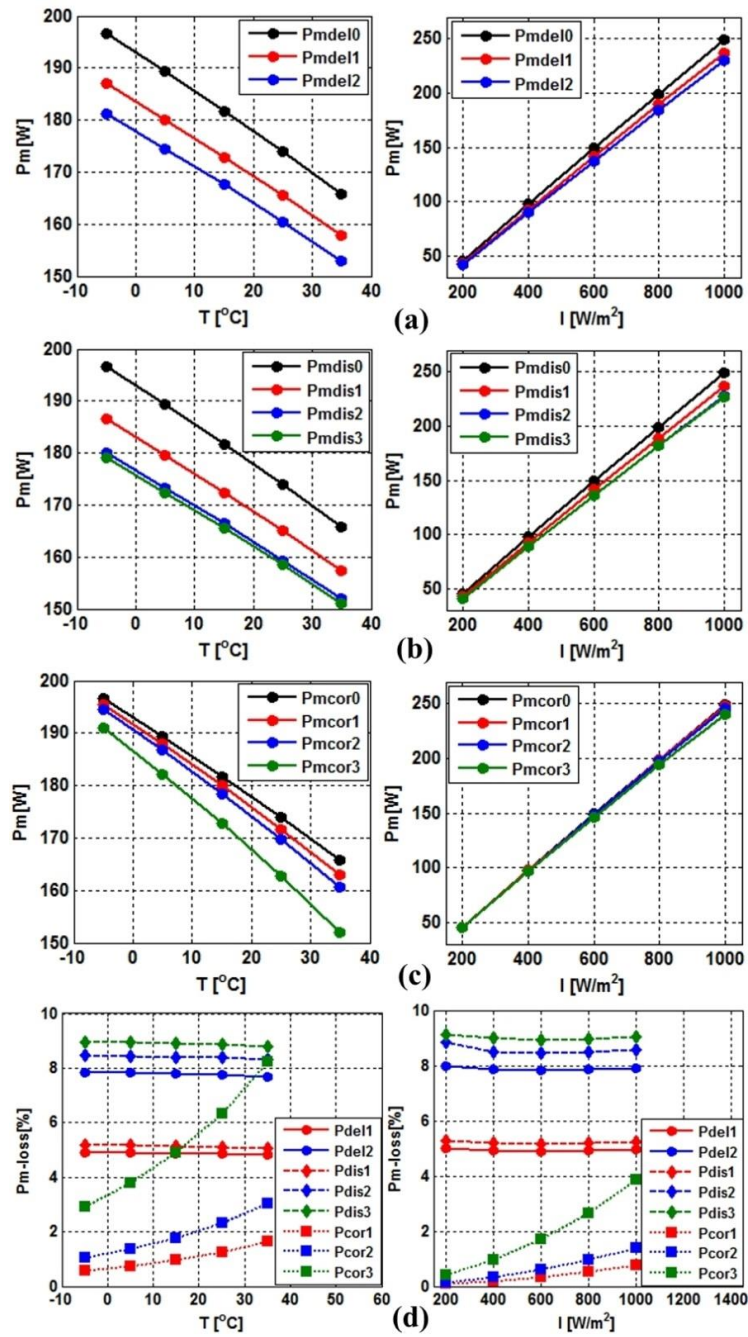 200
190
180
170
160
150
Pm[W]
-10 0 10 20 30 40
T [°C]
Pmdel0
Pmdel1
Pmdel2
250
200
150
100
50
Pm[W]
200 400 600 800 1000
I [W/m²]
Pmdel0
Pmdel1
Pmdel2
(a)
200
190
180
170
160
150
Pm[W]
-10 0 10 20 30 40
T [°C]
Pmdis0
Pmdis1
Pmdis2
Pmdis3
250
200
150
100
50
Pm[W]
200 400 600 800 1000
I [W/m²]
Pmdis0
Pmdis1
Pmdis2
Pmdis3
(b)
200
190
180
170
160
150
Pm[W]
-10 0 10 20 30 40
T [°C]
Pmcor0
Pmcor1
Pmcor2
Pmcor3
250
200
150
100
50
Pm[W]
200 400 600 800 1000
I [W/m²]
Pmcor0
Pmcor1
Pmcor2
Pmcor3
(c)
10
8
6
4
2
0
Pm-loss[%]
-10 0 10 20 30 40 50 60
T [°C]
Pdel1
Pdel2
Pdis1
Pdis2
Pdis3
Pcor1
Pcor2
Pcor3
10
8
6
4
2
0
Pm-loss[%]
200 400 600 800 1000 1200 1400
I [W/m²]
Pdel1
Pdel2
Pdis1
Pdis2
Pdis3
Pcor1
Pcor2
Pcor3
(d)